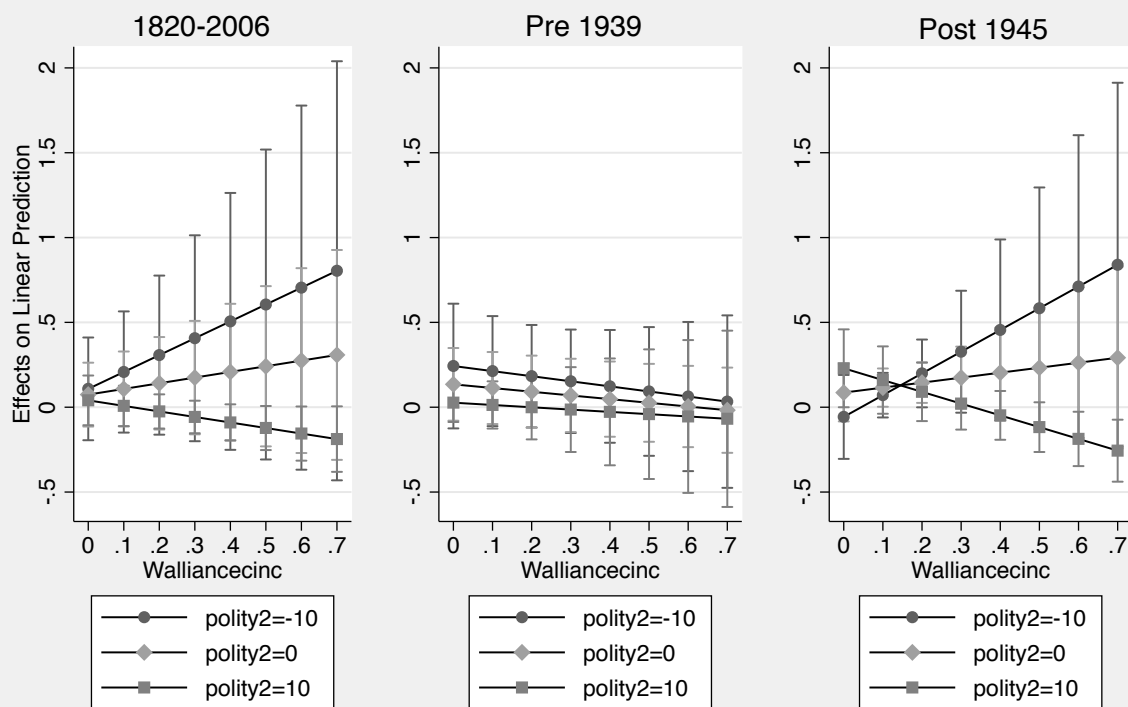 1820-2006
Pre 1939
Post 1945
Effects on Linear Prediction
2
1.5
1
.5
0
-.5
0 .1 .2 .3 .4 .5 .6 .7
Walliancecinc
polity2=-10
polity2=0
polity2=10
2
1.5
1
.5
0
-.5
0 .1 .2 .3 .4 .5 .6 .7
Walliancecinc
polity2=-10
polity2=0
polity2=10
2
1.5
1
.5
0
-.5
0 .1 .2 .3 .4 .5 .6 .7
Walliancecinc
polity2=-10
polity2=0
polity2=10